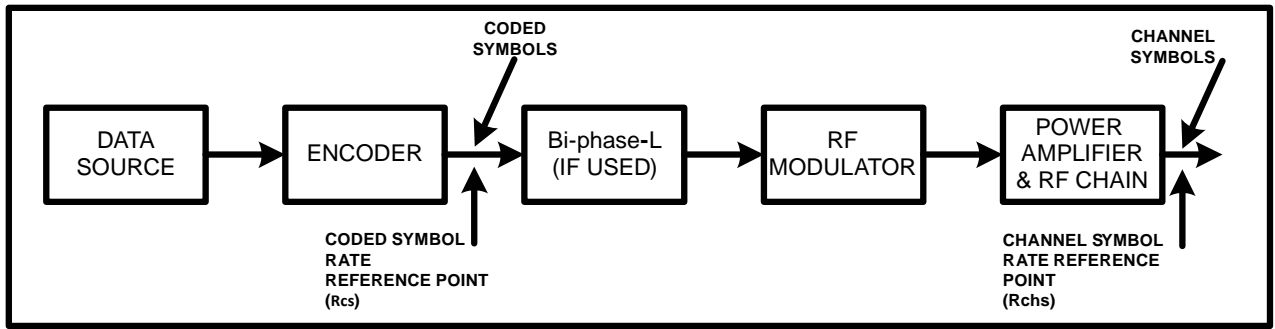 CODED
SYMBOLS
CHANNEL
SYMBOLS
DATA
SOURCE
ENCODER
Bi-phase-L
(IF USED)
RF
MODULATOR
POWER
AMPLIFIER
& RF CHAIN
CODED SYMBOL
RATE
REFERENCE POINT
(Rcs)
CHANNEL SYMBOL
RATE REFERENCE
POINT
(Rchs)